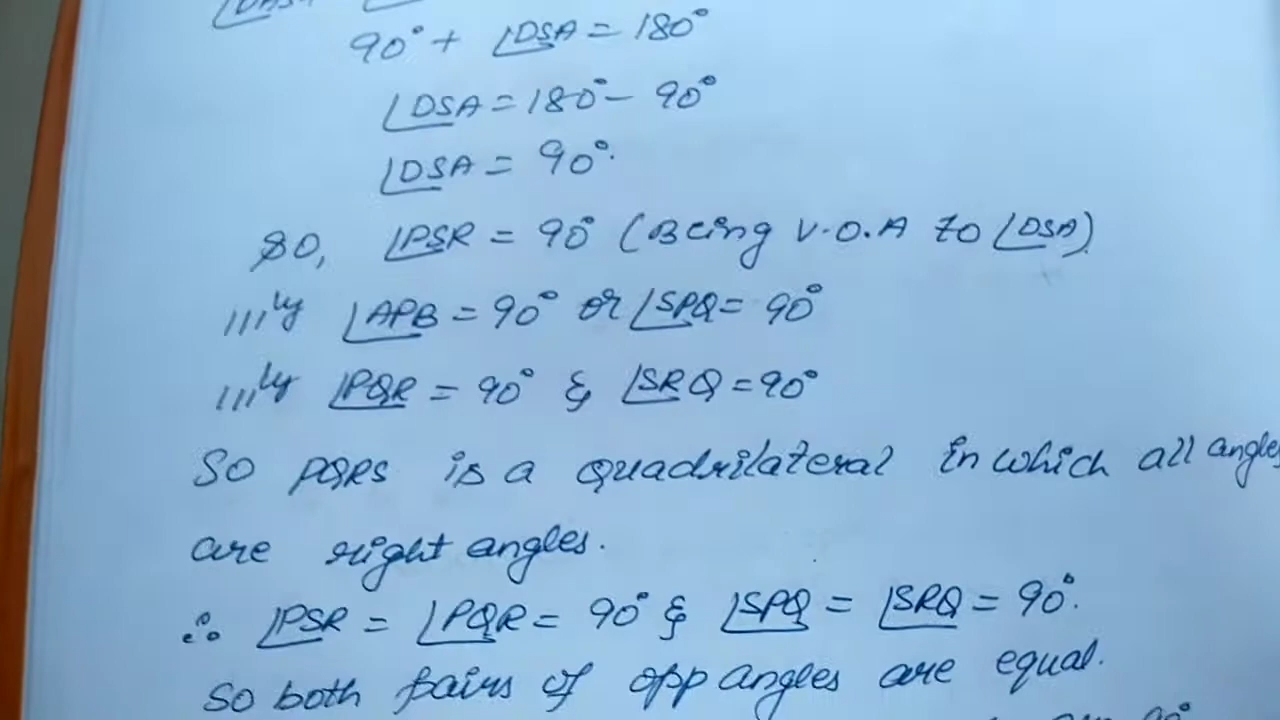 90° + ∠DSA = 180°
∠DSA = 180° - 90°
∠DSA = 90°.
So, ∠PSR = 90° (Being V.O.A to ∠DSA)
|||ly ∠APB = 90° or ∠SPQ = 90°
|||ly ∠PQR = 90° & ∠SRQ = 90°
So PQRS is a quadrilateral in which all angles
are right angles.
∴ ∠PSR = ∠PQR = 90° & ∠SPQ = ∠SRQ = 90°.
So both pairs of opp angles are equal.
90°